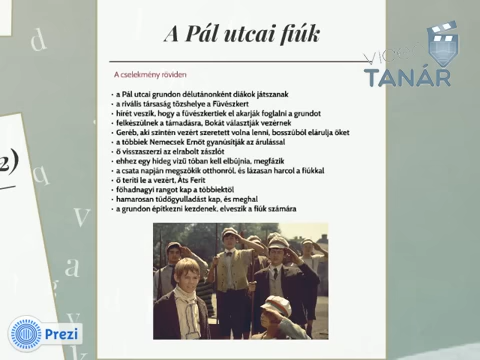 A Pál utcai fiúk
TANÁR
A cselekmény röviden
• a Pál utcai grundon délutánonként diákok játszanak
• a rivális társaság tőzshelye a Füvészkert
• hírét veszik, hogy a füvészkertiek el akarják foglalni a grundot
• felkészülnek a támadásra, Bokát választják vezérnek
• Geréb, aki szintén vezért szeretett volna lenni, bosszúból elárulja őket
• a többiek Nemecsek Ernőt gyanúsítják az árulással
• ő visszaszerzi az elrabolt zászlót
• ehhez egy hideg vizű tóban kell elbújnia, megfázik
• a csata napján megszökik otthonról, és lázasan harcol a fiúkkal
• ő teríti le a vezért, Áts Ferit
• főhadnagyi rangot kap a többiektől
• hamarosan tüdőgyulladást kap, és meghal
• a grundon építkezni kezdenek, elveszik a fiúk számára
2)
Prezi